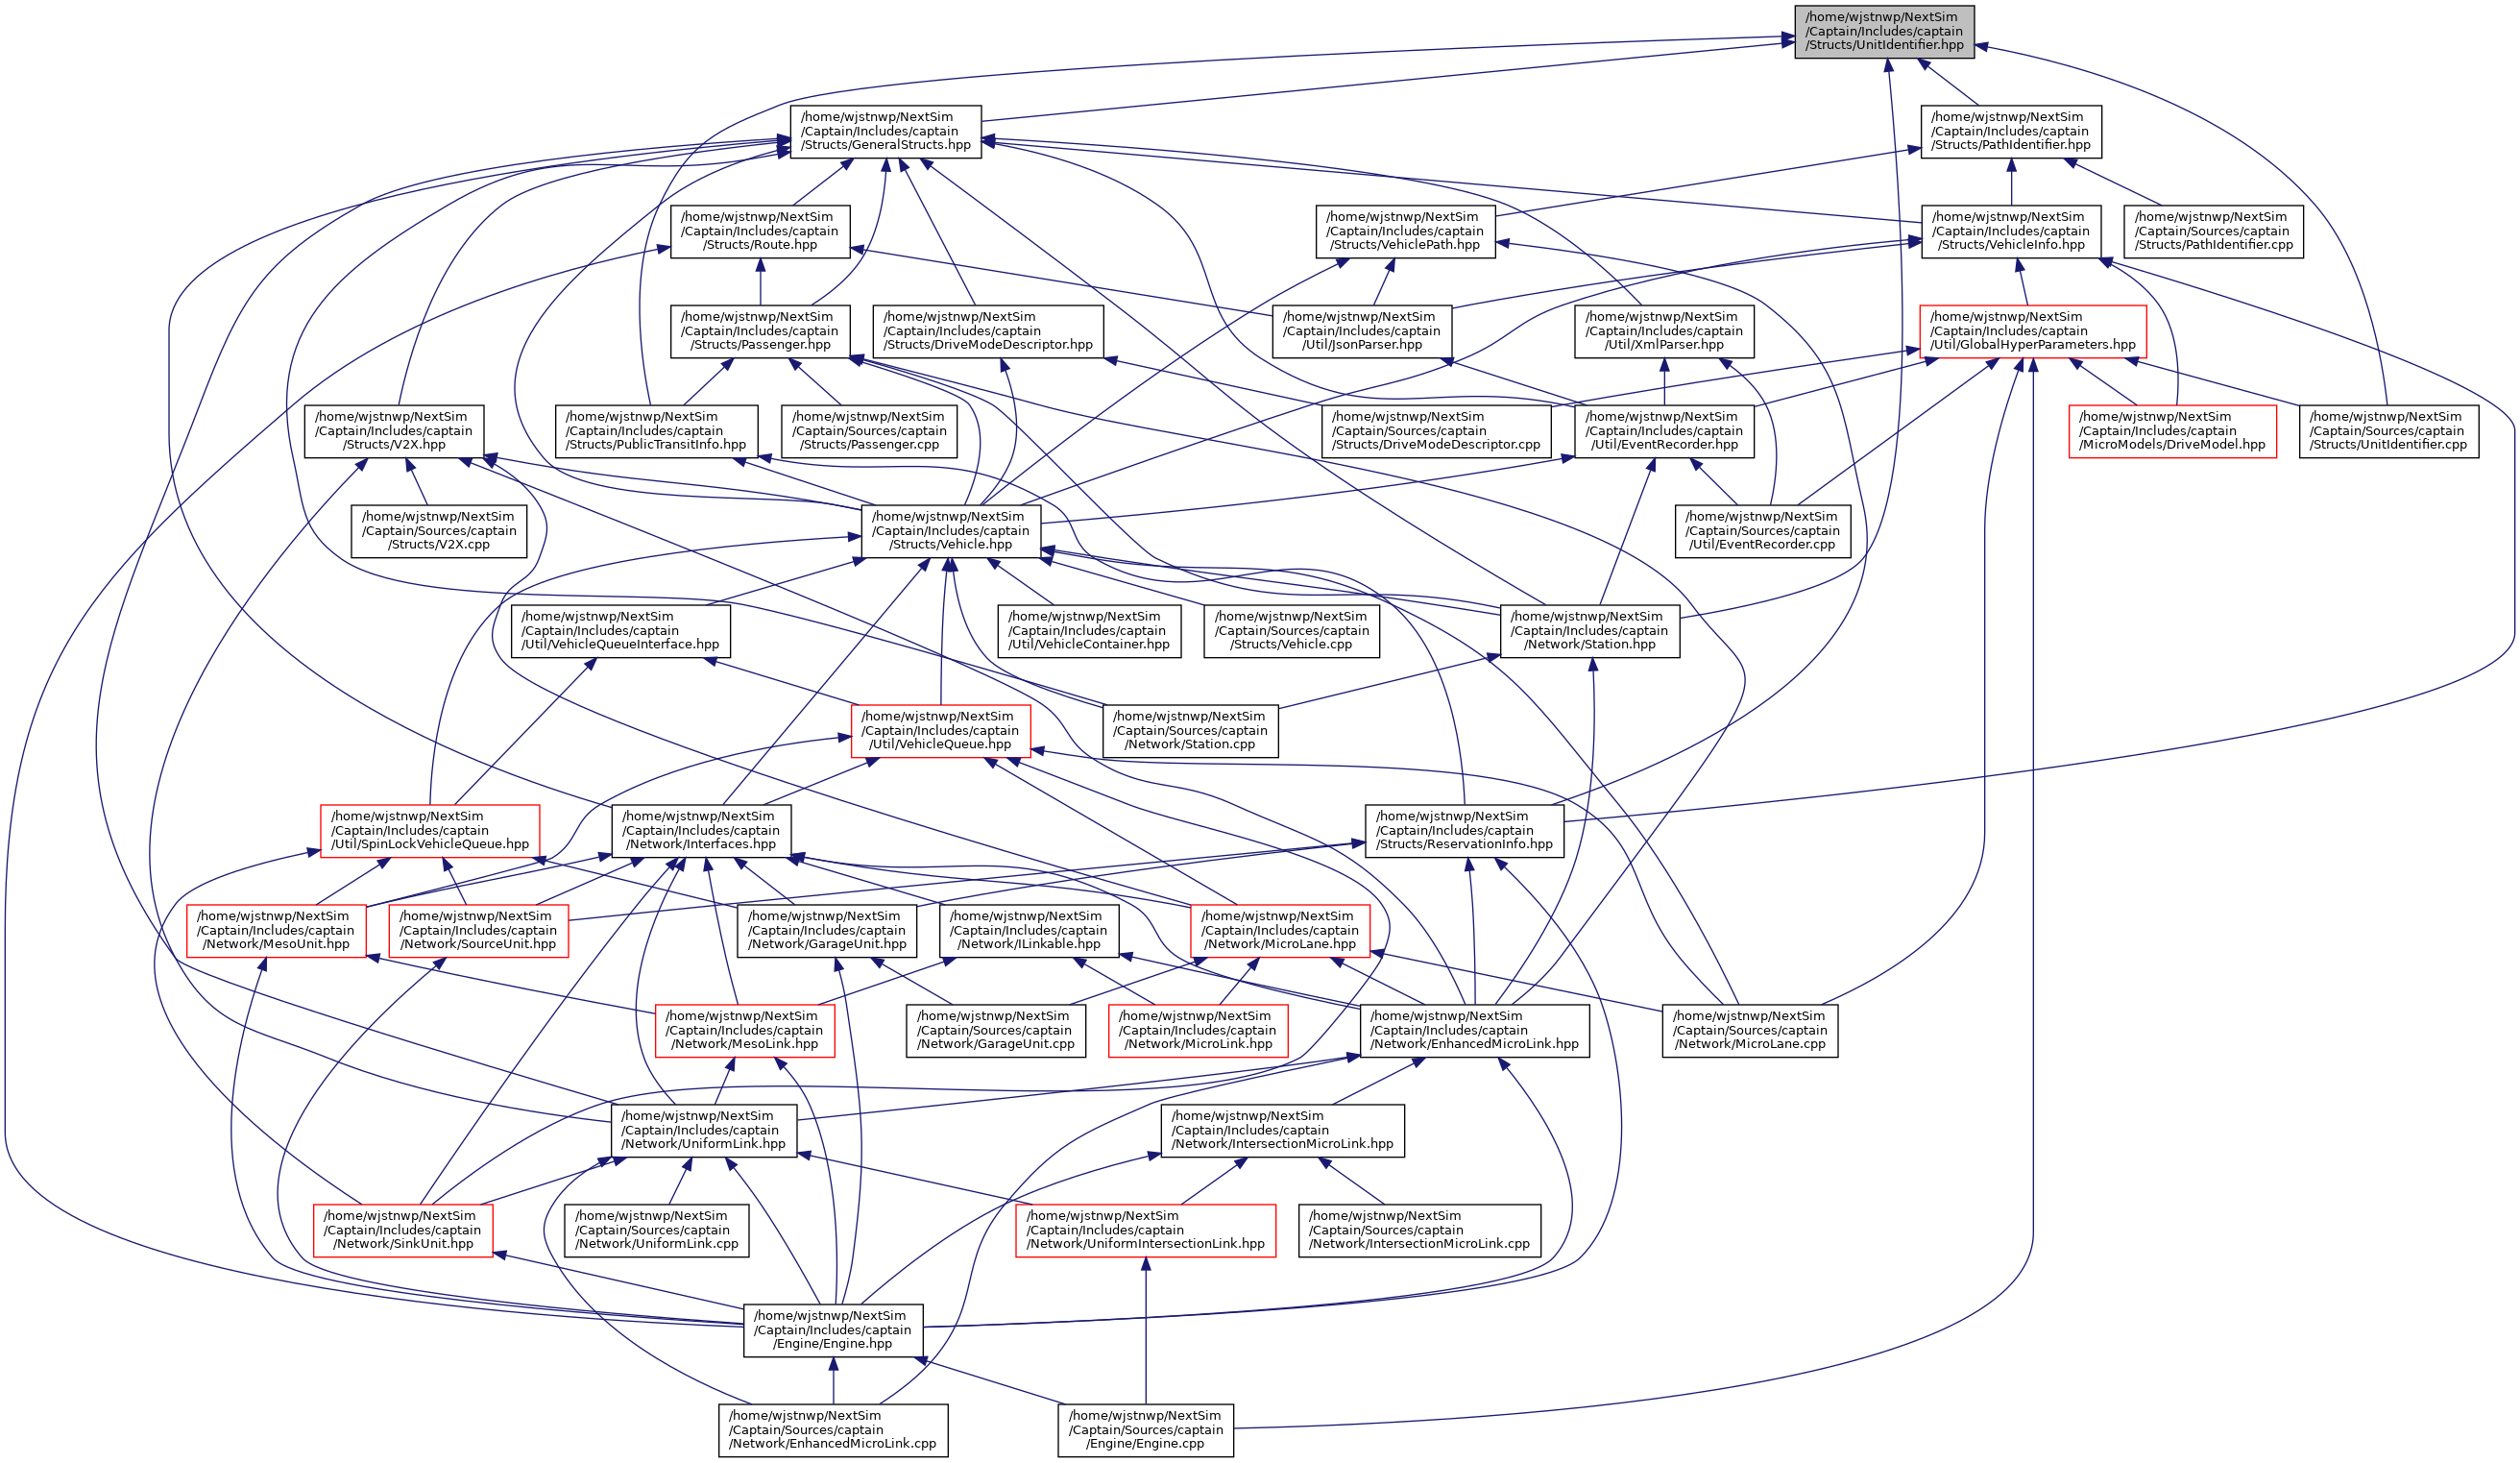 /home/wjstnwp/NextSim
/Captain/Includes/captain
/Structs/UnitIdentifier.hpp
/home/wjstnwp/NextSim
/Captain/Includes/captain
/Structs/GeneralStructs.hpp
/home/wjstnwp/NextSim
/Captain/Includes/captain
/Structs/PathIdentifier.hpp
/home/wjstnwp/NextSim
/Captain/Includes/captain
/Structs/Route.hpp
/home/wjstnwp/NextSim
/Captain/Includes/captain
/Structs/VehiclePath.hpp
/home/wjstnwp/NextSim
/Captain/Includes/captain
/Structs/VehicleInfo.hpp
/home/wjstnwp/NextSim
/Captain/Sources/captain
/Structs/PathIdentifier.cpp
/home/wjstnwp/NextSim
/Captain/Includes/captain
/Structs/Passenger.hpp
/home/wjstnwp/NextSim
/Captain/Includes/captain
/Structs/DriveModeDescriptor.hpp
/home/wjstnwp/NextSim
/Captain/Includes/captain
/Util/JsonParser.hpp
/home/wjstnwp/NextSim
/Captain/Includes/captain
/Util/XmlParser.hpp
/home/wjstnwp/NextSim
/Captain/Includes/captain
/Util/GlobalHyperParameters.hpp
/home/wjstnwp/NextSim
/Captain/Includes/captain
/Structs/V2X.hpp
/home/wjstnwp/NextSim
/Captain/Includes/captain
/Structs/PublicTransitInfo.hpp
/home/wjstnwp/NextSim
/Captain/Sources/captain
/Structs/Passenger.cpp
/home/wjstnwp/NextSim
/Captain/Sources/captain
/Structs/DriveModeDescriptor.cpp
/home/wjstnwp/NextSim
/Captain/Includes/captain
/Util/EventRecorder.hpp
/home/wjstnwp/NextSim
/Captain/Includes/captain
/MicroModels/DriveModel.hpp
/home/wjstnwp/NextSim
/Captain/Sources/captain
/Structs/UnitIdentifier.cpp
/home/wjstnwp/NextSim
/Captain/Sources/captain
/Structs/V2X.cpp
/home/wjstnwp/NextSim
/Captain/Includes/captain
/Structs/Vehicle.hpp
/home/wjstnwp/NextSim
/Captain/Sources/captain
/Util/EventRecorder.cpp
/home/wjstnwp/NextSim
/Captain/Includes/captain
/Util/VehicleQueueInterface.hpp
/home/wjstnwp/NextSim
/Captain/Includes/captain
/Util/VehicleContainer.hpp
/home/wjstnwp/NextSim
/Captain/Sources/captain
/Structs/Vehicle.cpp
/home/wjstnwp/NextSim
/Captain/Includes/captain
/Network/Station.hpp
/home/wjstnwp/NextSim
/Captain/Includes/captain
/Util/VehicleQueue.hpp
/home/wjstnwp/NextSim
/Captain/Sources/captain
/Network/Station.cpp
/home/wjstnwp/NextSim
/Captain/Includes/captain
/Util/SpinLockVehicleQueue.hpp
/home/wjstnwp/NextSim
/Captain/Includes/captain
/Network/Interfaces.hpp
/home/wjstnwp/NextSim
/Captain/Includes/captain
/Structs/ReservationInfo.hpp
/home/wjstnwp/NextSim
/Captain/Includes/captain
/Network/MesoUnit.hpp
/home/wjstnwp/NextSim
/Captain/Includes/captain
/Network/SourceUnit.hpp
/home/wjstnwp/NextSim
/Captain/Includes/captain
/Network/GarageUnit.hpp
/home/wjstnwp/NextSim
/Captain/Includes/captain
/Network/ILinkable.hpp
/home/wjstnwp/NextSim
/Captain/Includes/captain
/Network/MicroLane.hpp
/home/wjstnwp/NextSim
/Captain/Includes/captain
/Network/MesoLink.hpp
/home/wjstnwp/NextSim
/Captain/Sources/captain
/Network/GarageUnit.cpp
/home/wjstnwp/NextSim
/Captain/Includes/captain
/Network/MicroLink.hpp
/home/wjstnwp/NextSim
/Captain/Includes/captain
/Network/EnhancedMicroLink.hpp
/home/wjstnwp/NextSim
/Captain/Sources/captain
/Network/MicroLane.cpp
/home/wjstnwp/NextSim
/Captain/Includes/captain
/Network/UniformLink.hpp
/home/wjstnwp/NextSim
/Captain/Includes/captain
/Network/IntersectionMicroLink.hpp
/home/wjstnwp/NextSim
/Captain/Includes/captain
/Network/SinkUnit.hpp
/home/wjstnwp/NextSim
/Captain/Sources/captain
/Network/UniformLink.cpp
/home/wjstnwp/NextSim
/Captain/Includes/captain
/Network/UniformIntersectionLink.hpp
/home/wjstnwp/NextSim
/Captain/Sources/captain
/Network/IntersectionMicroLink.cpp
/home/wjstnwp/NextSim
/Captain/Includes/captain
/Engine/Engine.hpp
/home/wjstnwp/NextSim
/Captain/Sources/captain
/Network/EnhancedMicroLink.cpp
/home/wjstnwp/NextSim
/Captain/Sources/captain
/Engine/Engine.cpp